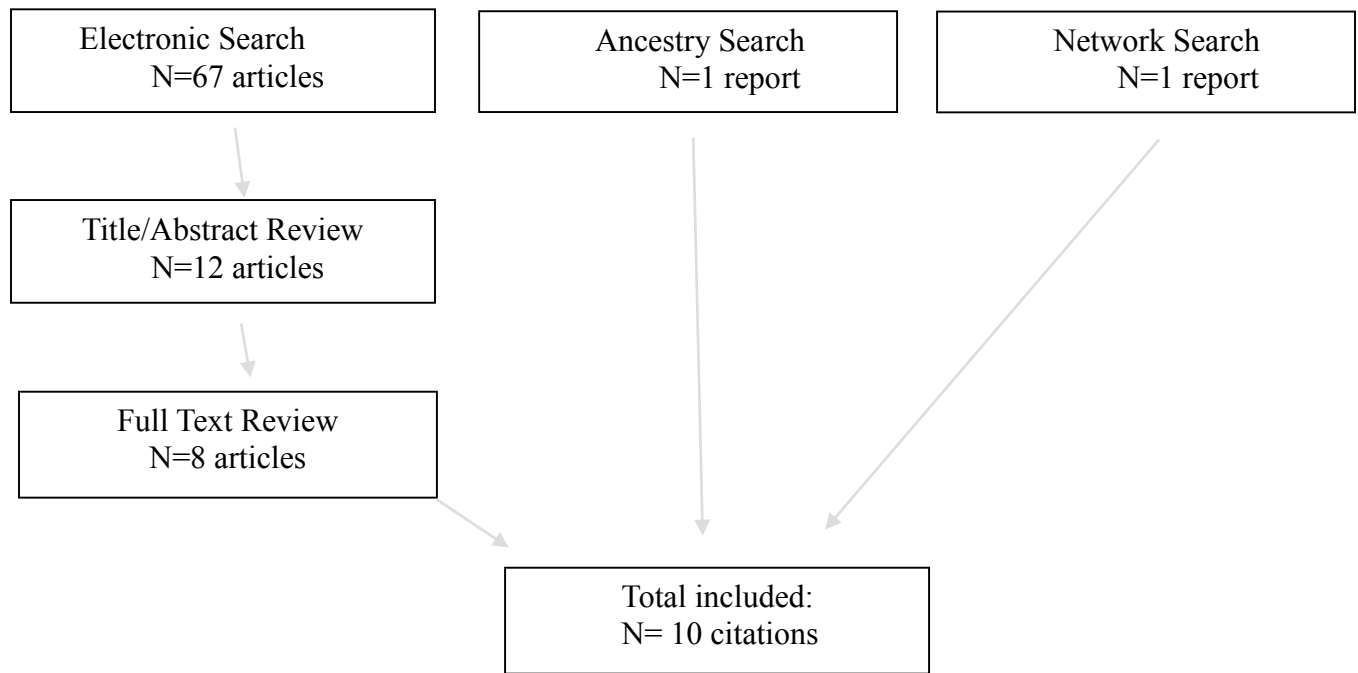 Electronic Search
N=67 articles
Ancestry Search
N=1 report
Network Search
N=1 report
Title/Abstract Review
N=12 articles
Full Text Review
N=8 articles
Total included:
N= 10 citations